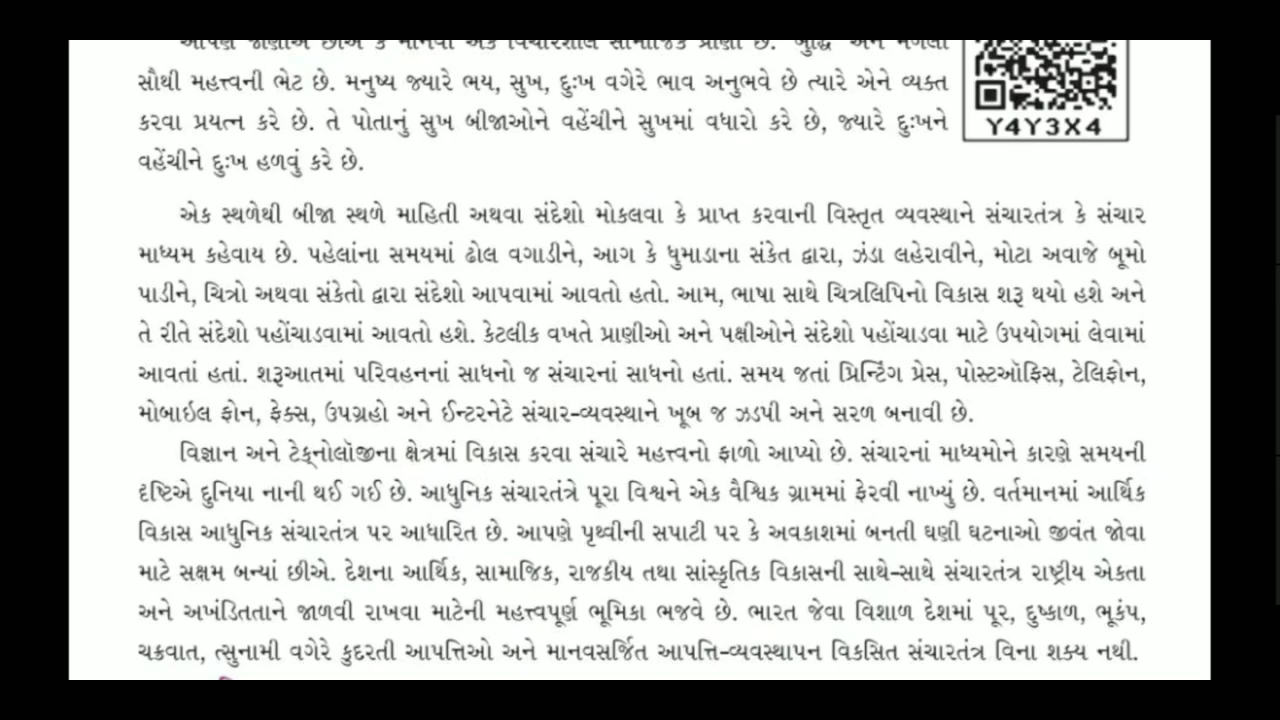 આપણે જાણીએ છીએ કે માનવી એક વિચારશીલ સામાજિક પ્રાણી છે. બુદ્ધિ એને મળેલી
સૌથી મહત્ત્વની ભેટ છે. મનુષ્ય જ્યારે ભય, સુખ, દુઃખ વગેરે ભાવ અનુભવે છે ત્યારે એને વ્યક્ત
કરવા પ્રયત્ન કરે છે. તે પોતાનું સુખ બીજાઓને વહેંચીને સુખમાં વધારો કરે છે, જ્યારે દુઃખને
વહેંચીને દુઃખ હળવું કરે છે.
Y4Y3X4
એક સ્થળેથી બીજા સ્થળે માહિતી અથવા સંદેશો મોકલવા કે પ્રાપ્ત કરવાની વિસ્તૃત વ્યવસ્થાને સંચારતંત્ર કે સંચાર
માધ્યમ કહેવાય છે. પહેલાંના સમયમાં ઢોલ વગાડીને, આગ કે ધુમાડાના સંકેત દ્વારા, ઝંડા લહેરાવીને, મોટા અવાજે બૂમો
પાડીને, ચિત્રો અથવા સંકેતો દ્વારા સંદેશો આપવામાં આવતો હતો. આમ, ભાષા સાથે ચિત્રલિપિનો વિકાસ શરૂ થયો હશે અને
તે રીતે સંદેશો પહોંચાડવામાં આવતો હશે. કેટલીક વખતે પ્રાણીઓ અને પક્ષીઓને સંદેશો પહોંચાડવા માટે ઉપયોગમાં લેવામાં
આવતાં હતાં. શરૂઆતમાં પરિવહનનાં સાધનો જ સંચારનાં સાધનો હતાં. સમય જતાં પ્રિન્ટિંગ પ્રેસ, પોસ્ટઑફિસ, ટેલિફોન,
મોબાઇલ ફોન, ફેક્સ, ઉપગ્રહો અને ઈન્ટરનેટે સંચાર-વ્યવસ્થાને ખૂબ જ ઝડપી અને સરળ બનાવી છે.
વિજ્ઞાન અને ટેક્નોલૉજીના ક્ષેત્રમાં વિકાસ કરવા સંચારે મહત્ત્વનો ફાળો આપ્યો છે. સંચારનાં માધ્યમોને કારણે સમયની
દૃષ્ટિએ દુનિયા નાની થઈ ગઈ છે. આધુનિક સંચારતંત્રે પૂરા વિશ્વને એક વૈશ્વિક ગ્રામમાં ફેરવી નાખ્યું છે. વર્તમાનમાં આર્થિક
વિકાસ આધુનિક સંચારતંત્ર પર આધારિત છે. આપણે પૃથ્વીની સપાટી પર કે અવકાશમાં બનતી ઘણી ઘટનાઓ જીવંત જોવા
માટે સક્ષમ બન્યાં છીએ. દેશના આર્થિક, સામાજિક, રાજકીય તથા સાંસ્કૃતિક વિકાસની સાથે-સાથે સંચારતંત્ર રાષ્ટ્રીય એકતા
અને અખંડિતતાને જાળવી રાખવા માટેની મહત્ત્વપૂર્ણ ભૂમિકા ભજવે છે. ભારત જેવા વિશાળ દેશમાં પૂર, દુષ્કાળ, ભૂકંપ,
ચક્રવાત, ત્સુનામી વગેરે કુદરતી આપત્તિઓ અને માનવસર્જિત આપત્તિ-વ્યવસ્થાપન વિકસિત સંચારતંત્ર વિના શક્ય નથી.